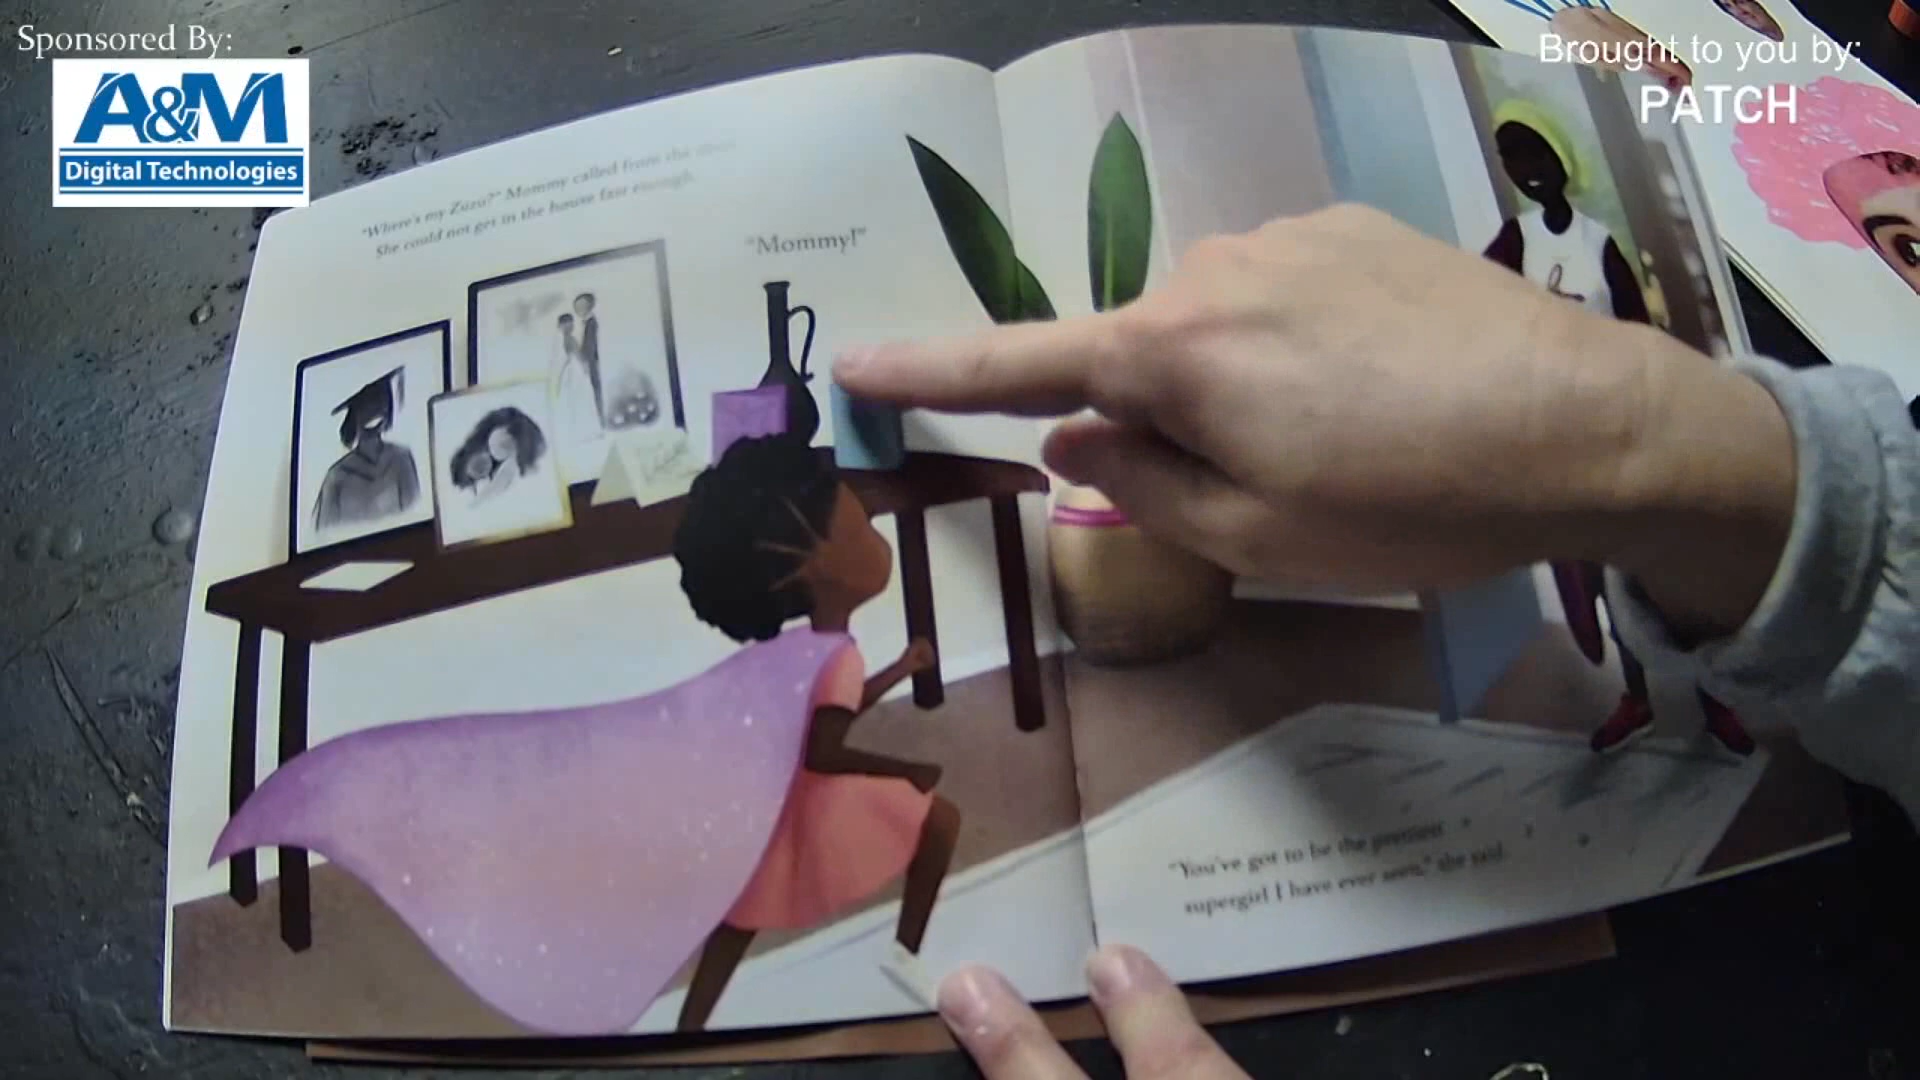 Sponsored By:
A&M
Digital Technologies
Brought to you by:
PATCH
"Where's my Zuzu?" Mommy called from the
She could not get in the house fast enough.
"Mommy!"
"You've got to be the prettiest
supergirl I have ever seen," she said.